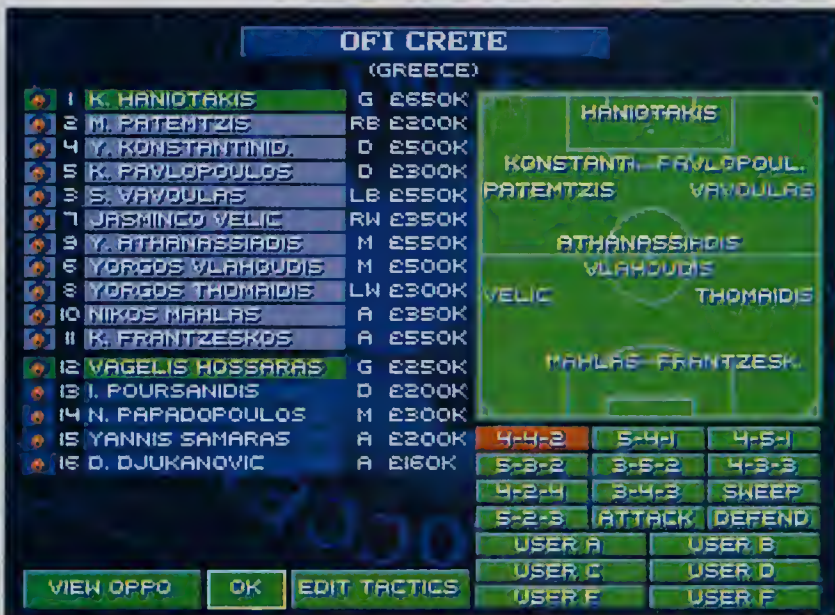 OFI CRETE
(GREECE)
1 K. HANIOTAKIS G £650K
2 M. PATEMTZIS RB £200K
4 Y. KONSTANTINID. D £500K
5 K. PAVLOPOULOS D £300K
3 S. VAVOULAS LB £550K
7 JASMINCO VELIC RW £350K
9 Y. ATHANASSIADIS M £550K
6 YORGOS VLAHOUDIS M £500K
8 YORGOS THOMAIDIS LW £300K
10 NIKOS MAHLAS A £350K
11 K. FRANTZESKOS A £550K
12 VAGELIS HOSSARAS G £250K
13 I. POURSANIDIS D £200K
14 N. PAPADOPOULOS M £300K
15 YANNIS SAMARAS A £200K
16 D. DJUKANOVIC A £160K
HANIOTAKIS
KONSTANTI. PAVLOPOUL.
PATEMTZIS VAVOULAS
ATHANASSIADIS
VLAHOUDIS
VELIC THOMAIDIS
MAHLAS FRANTZESK.
4-4-2 5-4-1 4-5-1
5-3-2 3-5-2 4-3-3
4-2-4 3-4-3 SWEEP
5-2-3 ATTACK DEFEND
USER A USER B
USER C USER D
USER E USER F
VIEW OPPO OK EDIT TACTICS